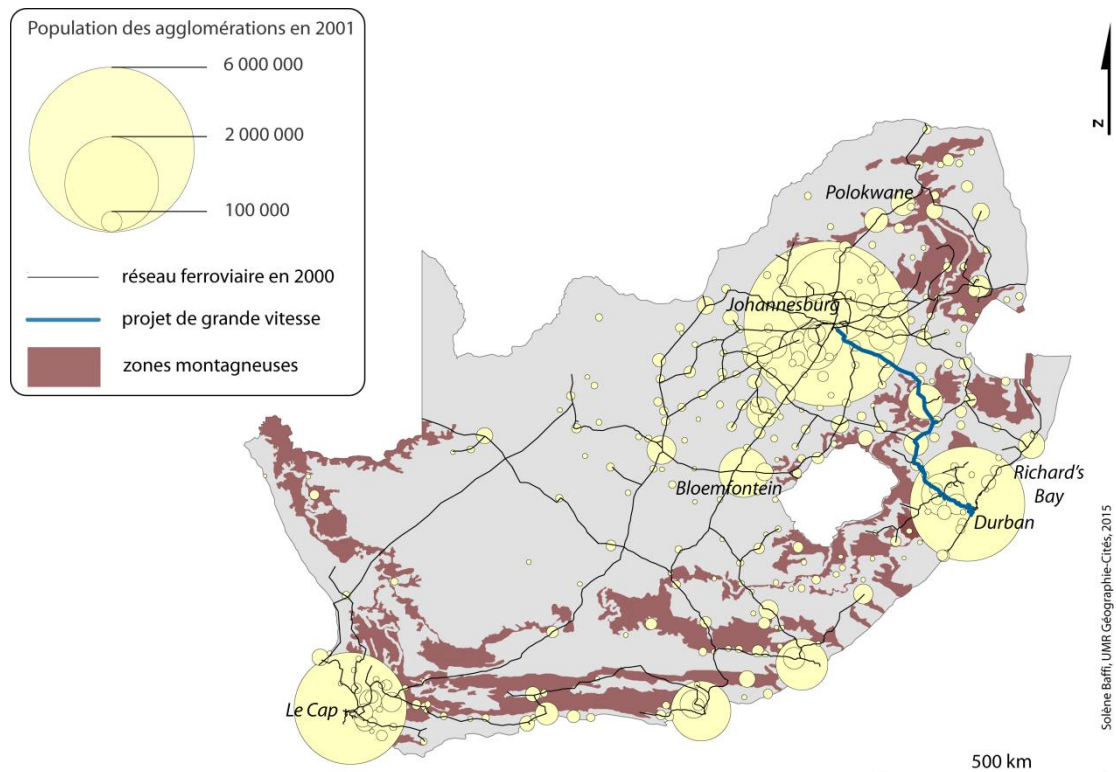 Population des agglomérations en 2001
6 000 000
2 000 000
100 000
réseau ferroviaire en 2000
projet de grande vitesse
zones montagneuses
N
Polokwane
Johannesburg
Bloemfontein
Richard's
Bay
Durban
Le Cap
500 km
Solène Baffi, UMR Géographie-Cités, 2015